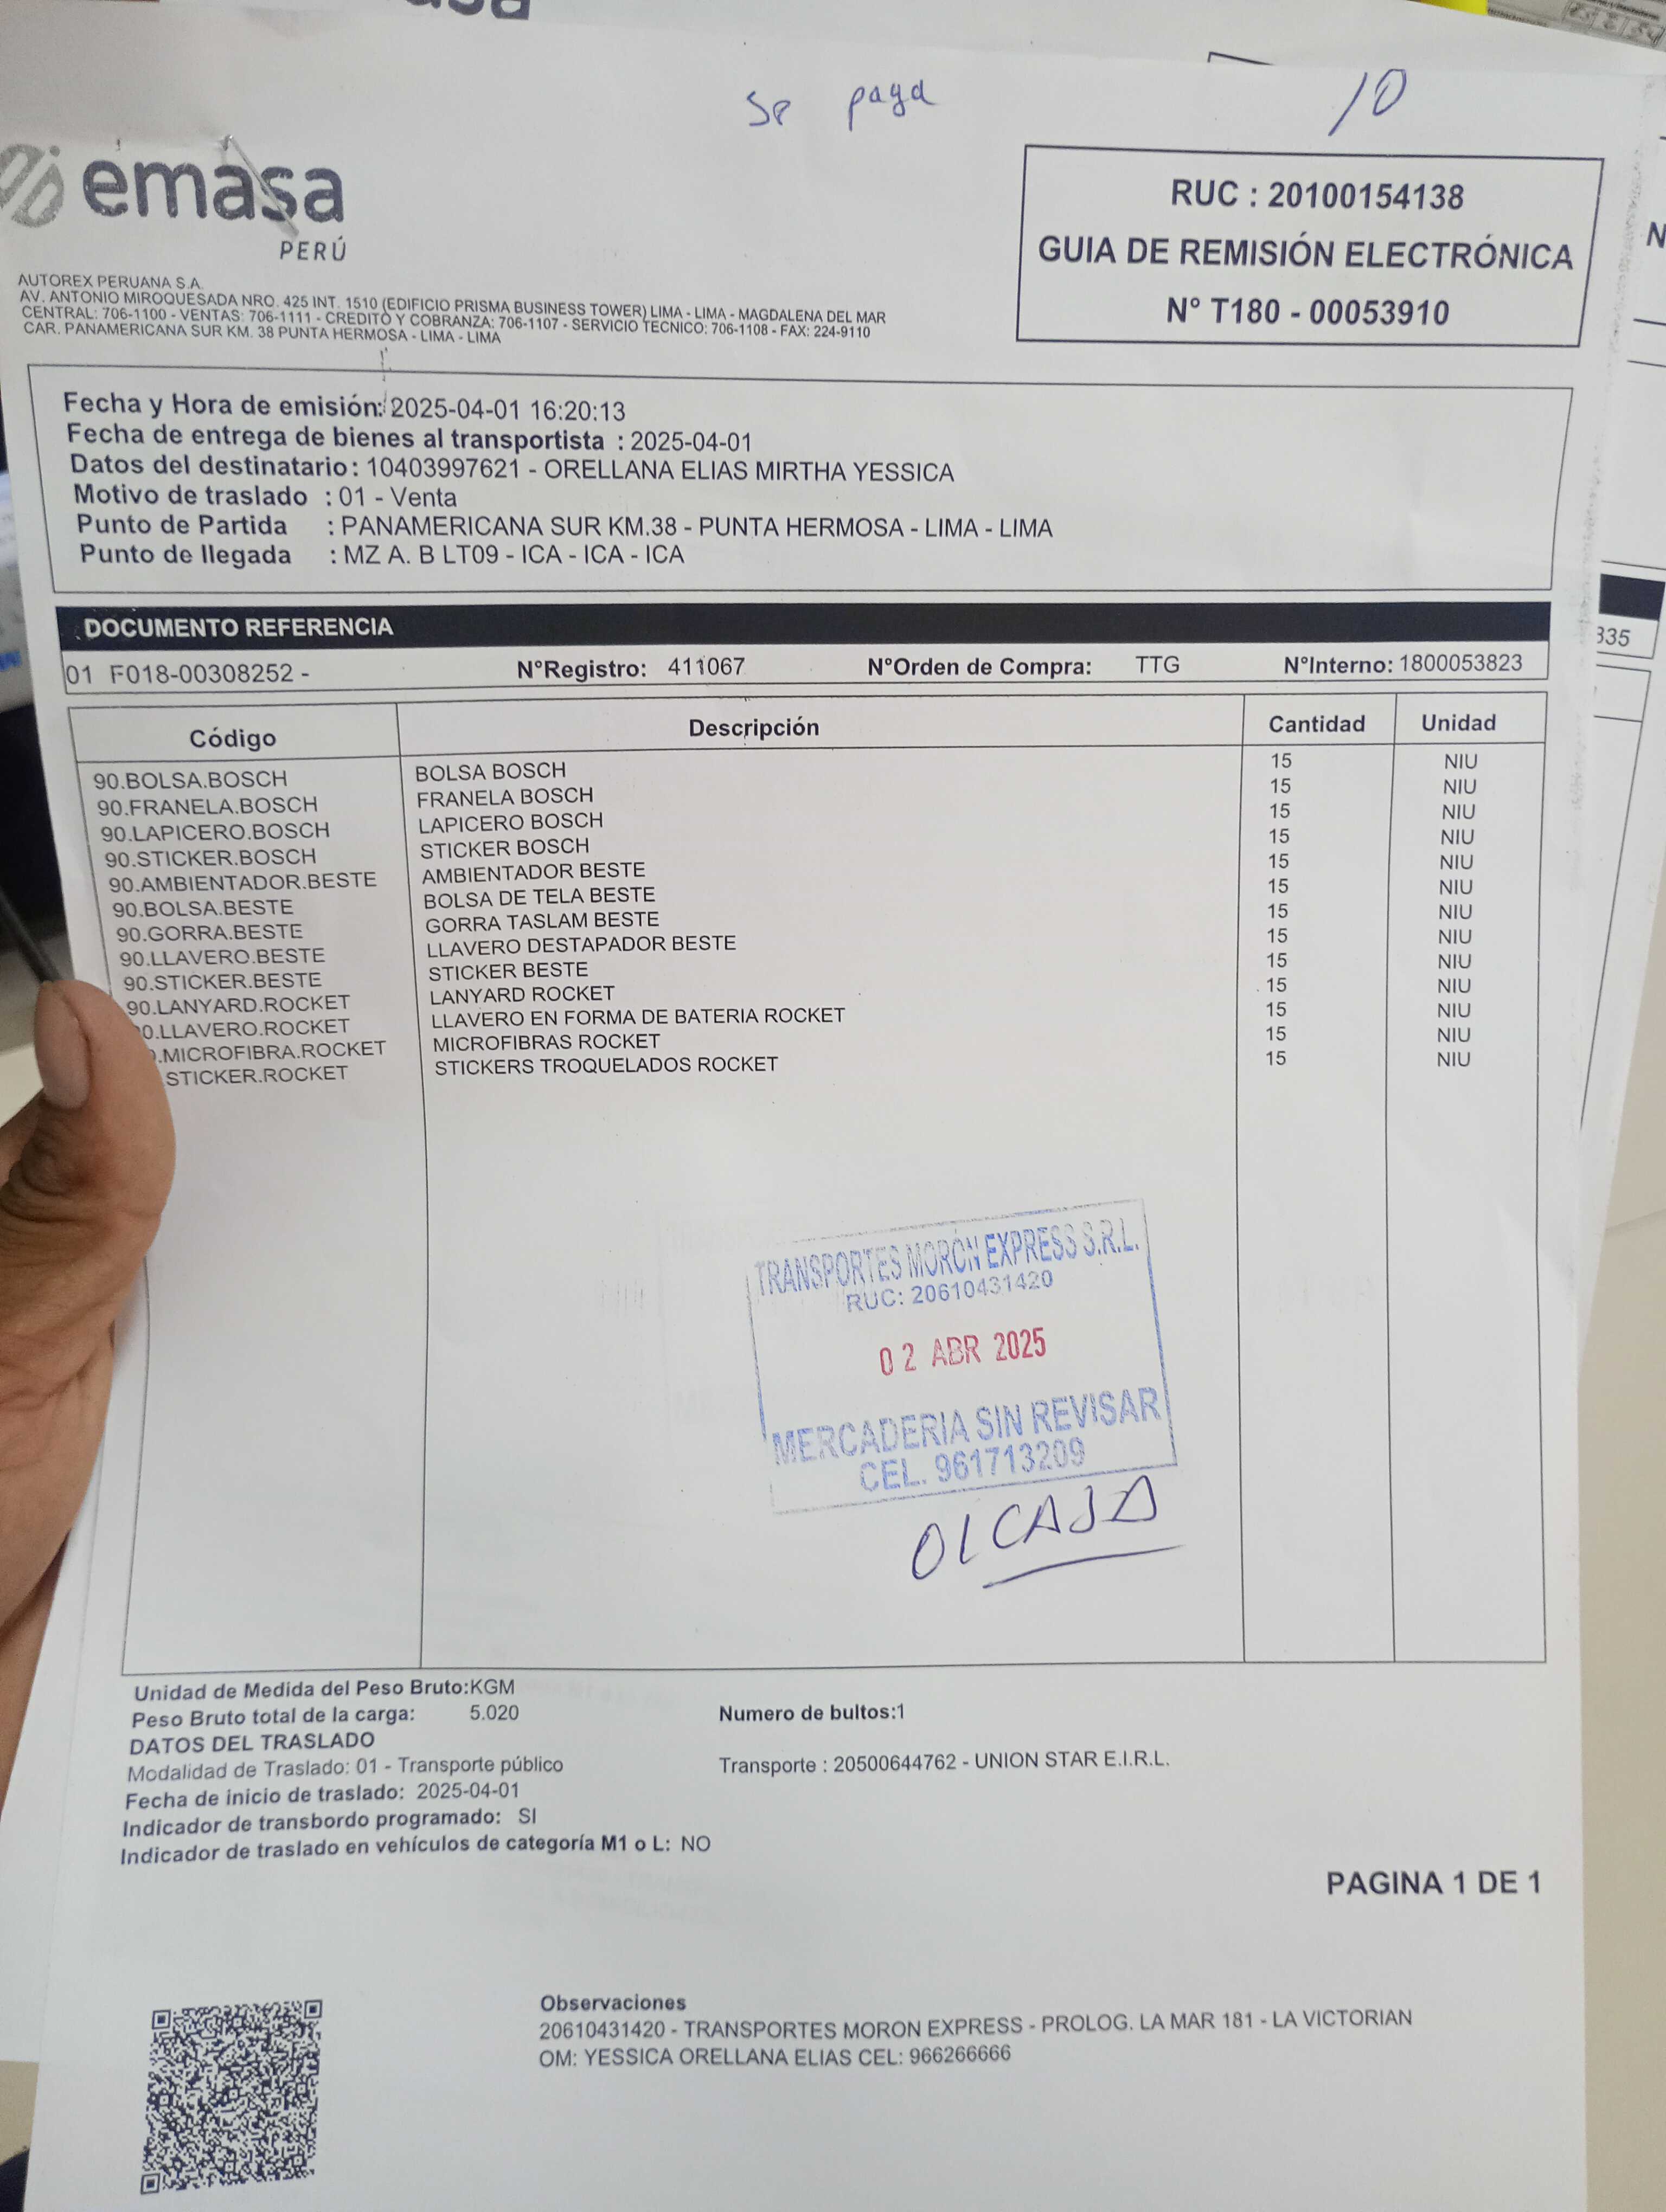 Se paga
10
emasa
PERÚ
RUC : 20100154138
GUIA DE REMISIÓN ELECTRÓNICA
N° T180 - 00053910
AUTOREX PERUANA S.A.
AV. ANTONIO MIROQUESADA NRO. 425 INT. 1510 (EDIFICIO PRISMA BUSINESS TOWER) LIMA - LIMA - MAGDALENA DEL MAR
CENTRAL: 706-1100 - VENTAS: 706-1111 - CREDITO Y COBRANZA: 706-1107 - SERVICIO TECNICO: 706-1108 - FAX: 224-9110
CAR. PANAMERICANA SUR KM. 38 PUNTA HERMOSA - LIMA - LIMA
Fecha y Hora de emisión: 2025-04-01 16:20:13
Fecha de entrega de bienes al transportista : 2025-04-01
Datos del destinatario: 10403997621 - ORELLANA ELIAS MIRTHA YESSICA
Motivo de traslado : 01 - Venta
Punto de Partida : PANAMERICANA SUR KM.38 - PUNTA HERMOSA - LIMA - LIMA
Punto de llegada : MZ A. B LT09 - ICA - ICA - ICA
DOCUMENTO REFERENCIA
01 F018-00308252 - N°Registro: 411067 N°Orden de Compra: TTG N°Interno: 1800053823
335
Código Descripción Cantidad Unidad
90.BOLSA.BOSCH BOLSA BOSCH 15 NIU
90.FRANELA.BOSCH FRANELA BOSCH 15 NIU
90.LAPICERO.BOSCH LAPICERO BOSCH 15 NIU
90.STICKER.BOSCH STICKER BOSCH 15 NIU
90.AMBIENTADOR.BESTE AMBIENTADOR BESTE 15 NIU
90.BOLSA.BESTE BOLSA DE TELA BESTE 15 NIU
90.GORRA.BESTE GORRA TASLAM BESTE 15 NIU
90.LLAVERO.BESTE LLAVERO DESTAPADOR BESTE 15 NIU
90.STICKER.BESTE STICKER BESTE 15 NIU
90.LANYARD.ROCKET LANYARD ROCKET 15 NIU
0.LLAVERO.ROCKET LLAVERO EN FORMA DE BATERIA ROCKET 15 NIU
.MICROFIBRA.ROCKET MICROFIBRAS ROCKET 15 NIU
.STICKER.ROCKET STICKERS TROQUELADOS ROCKET 15 NIU
TRANSPORTES MORON EXPRESS S.R.L.
RUC: 20610431420
02 ABR 2025
MERCADERIA SIN REVISAR
CEL. 961713209
01 CAJA
Unidad de Medida del Peso Bruto:KGM
Peso Bruto total de la carga: 5.020 Numero de bultos:1
DATOS DEL TRASLADO
Modalidad de Traslado: 01 - Transporte público Transporte : 20500644762 - UNION STAR E.I.R.L.
Fecha de inicio de traslado: 2025-04-01
Indicador de transbordo programado: SI
Indicador de traslado en vehículos de categoría M1 o L: NO
PAGINA 1 DE 1
Observaciones
20610431420 - TRANSPORTES MORON EXPRESS - PROLOG. LA MAR 181 - LA VICTORIAN
OM: YESSICA ORELLANA ELIAS CEL: 966266666